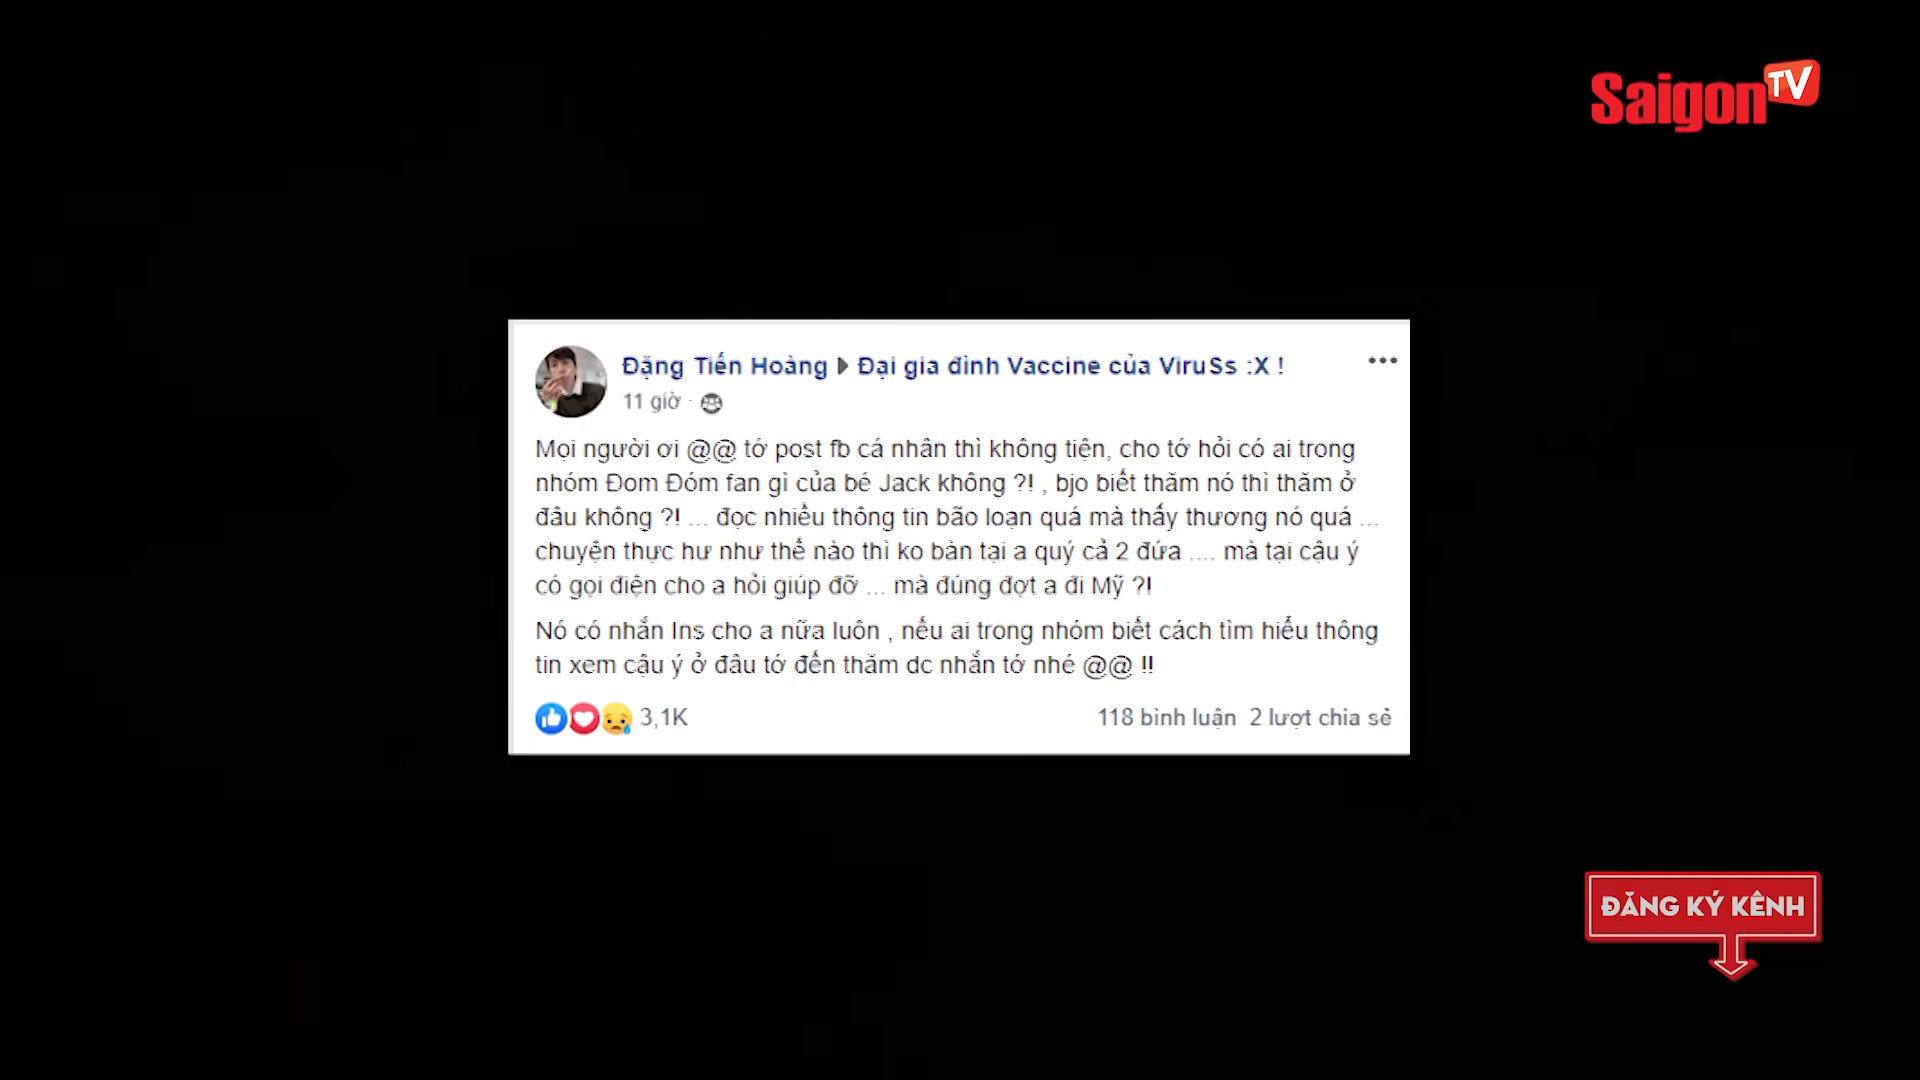 Saigon TV
Đặng Tiến Hoàng ▶ Đại gia đình Vaccine của ViruSs :X !
11 giờ ·
Mọi người ơi @@ tớ post fb cá nhân thì không tiện, cho tớ hỏi có ai trong
nhóm Đom Đóm fan gì của bé Jack không ?! , bjo biết thăm nó thì thăm ở
đâu không ?! ... đọc nhiều thông tin bão loạn quá mà thấy thương nó quá ...
chuyện thực hư như thế nào thì ko bàn tại a quý cả 2 đứa .... mà tại cậu ý
có gọi điện cho a hỏi giúp đỡ ... mà đúng đợt a đi Mỹ ?!
Nó có nhắn Ins cho a nữa luôn , nếu ai trong nhóm biết cách tìm hiểu thông
tin xem cậu ý ở đâu tớ đến thăm dc nhắn tớ nhé @@ !!
3,1K 118 bình luận 2 lượt chia sẻ
ĐĂNG KÝ KÊNH